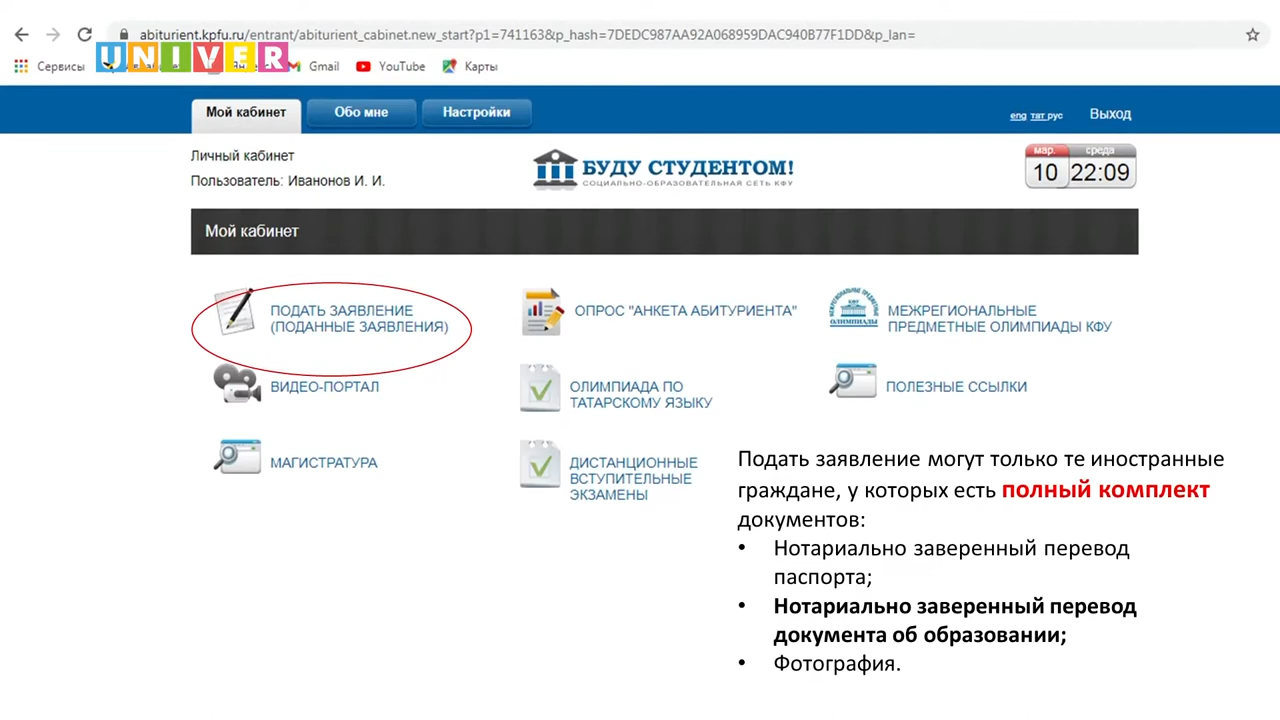 abiturient.kpfu.ru/entrant/abiturient_cabinet.new_start?p1=741163&p_hash=7DEDC987AA92A068959DAC940B77F1DD&p_lan=
UNIVER
Сервисы
Gmail
YouTube
Карты
Мой кабинет
Обо мне
Настройки
eng тат рус
Выход
Личный кабинет
Пользователь: Иванонов И. И.
БУДУ СТУДЕНТОМ!
СОЦИАЛЬНО-ОБРАЗОВАТЕЛЬНАЯ СЕТЬ КФУ
мар. среда
10 22:09
Мой кабинет
ПОДАТЬ ЗАЯВЛЕНИЕ
(ПОДАННЫЕ ЗАЯВЛЕНИЯ)
ОПРОС "АНКЕТА АБИТУРИЕНТА"
МЕЖРЕГИОНАЛЬНЫЕ ПРЕДМЕТНЫЕ
КФУ
ОЛИМПИАДЫ
МЕЖРЕГИОНАЛЬНЫЕ
ПРЕДМЕТНЫЕ ОЛИМПИАДЫ КФУ
ВИДЕО-ПОРТАЛ
ОЛИМПИАДА ПО
ТАТАРСКОМУ ЯЗЫКУ
ПОЛЕЗНЫЕ ССЫЛКИ
МАГИСТРАТУРА
ДИСТАНЦИОННЫЕ
ВСТУПИТЕЛЬНЫЕ
ЭКЗАМЕНЫ
Подать заявление могут только те иностранные
граждане, у которых есть полный комплект
документов:
• Нотариально заверенный перевод
паспорта;
• Нотариально заверенный перевод
документа об образовании;
• Фотография.